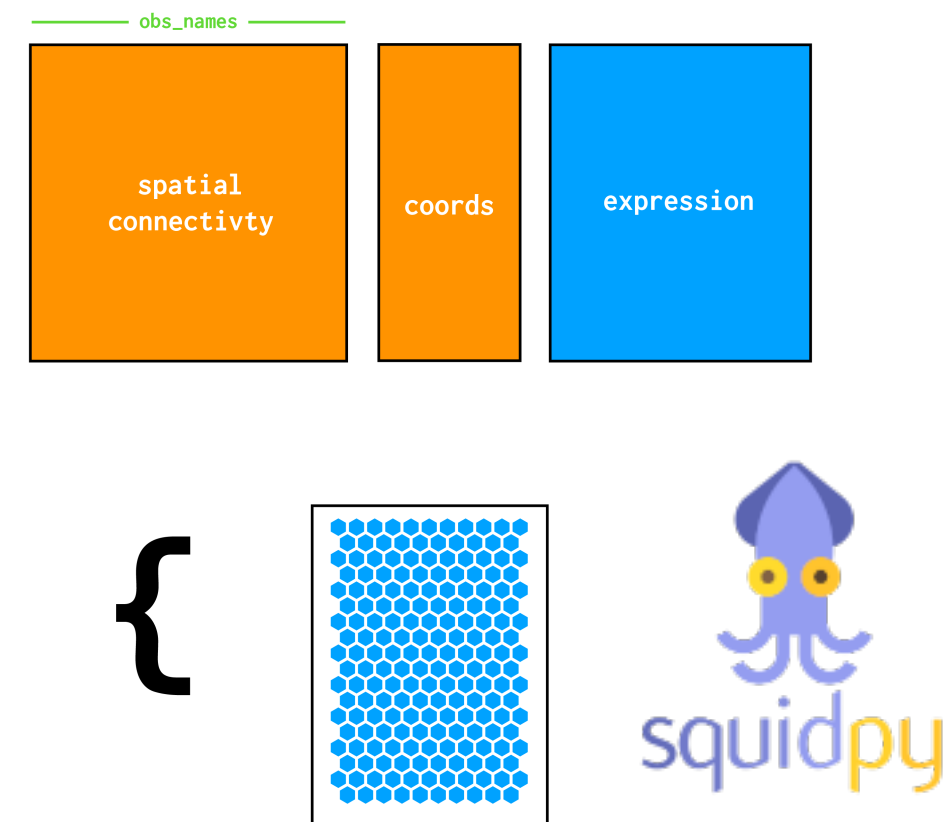 obs_names
spatial
connectivty
coords
expression
{
squidpy